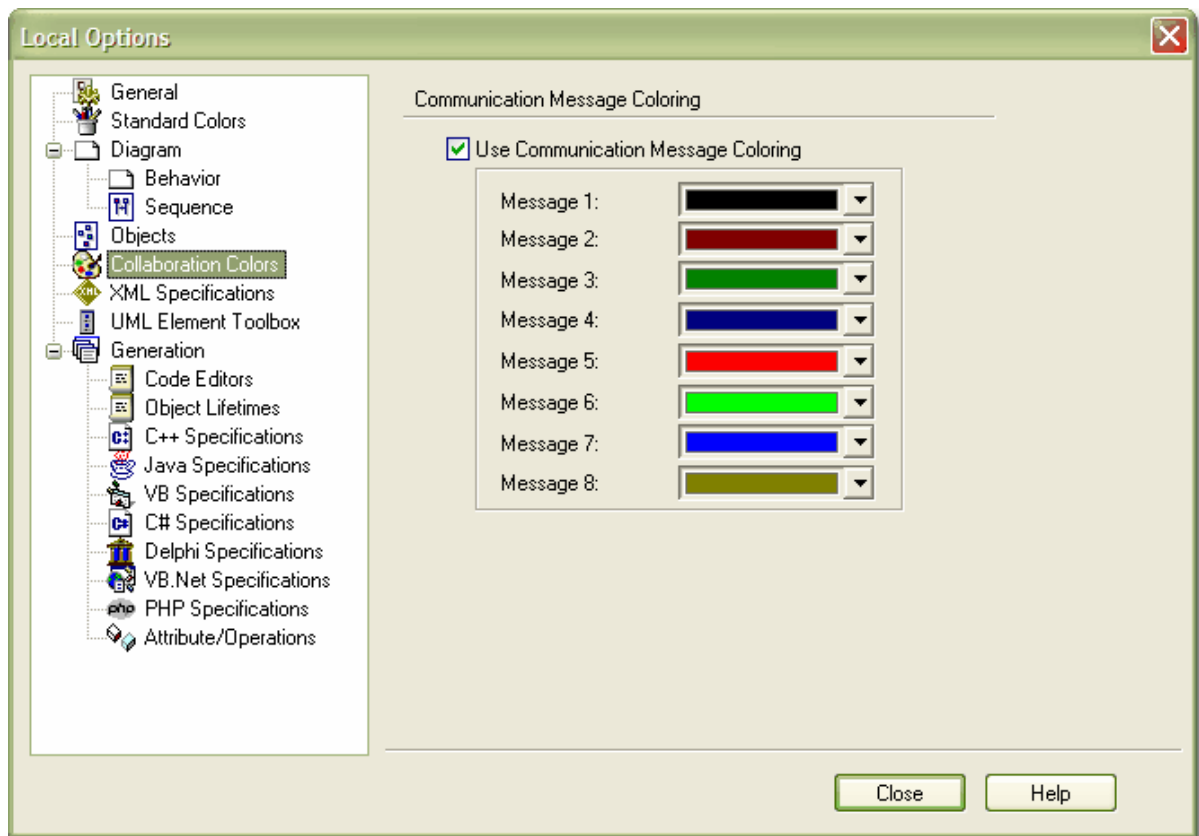 Local Options
General
Standard Colors
Diagram
Behavior
Sequence
Objects
Collaboration Colors
XML Specifications
UML Element Toolbox
Generation
Code Editors
Object Lifetimes
C++ Specifications
Java Specifications
VB Specifications
C# Specifications
Delphi Specifications
VB.Net Specifications
PHP Specifications
Attribute/Operations
Communication Message Coloring
Use Communication Message Coloring
Message 1:
Message 2:
Message 3:
Message 4:
Message 5:
Message 6:
Message 7:
Message 8:
Close
Help